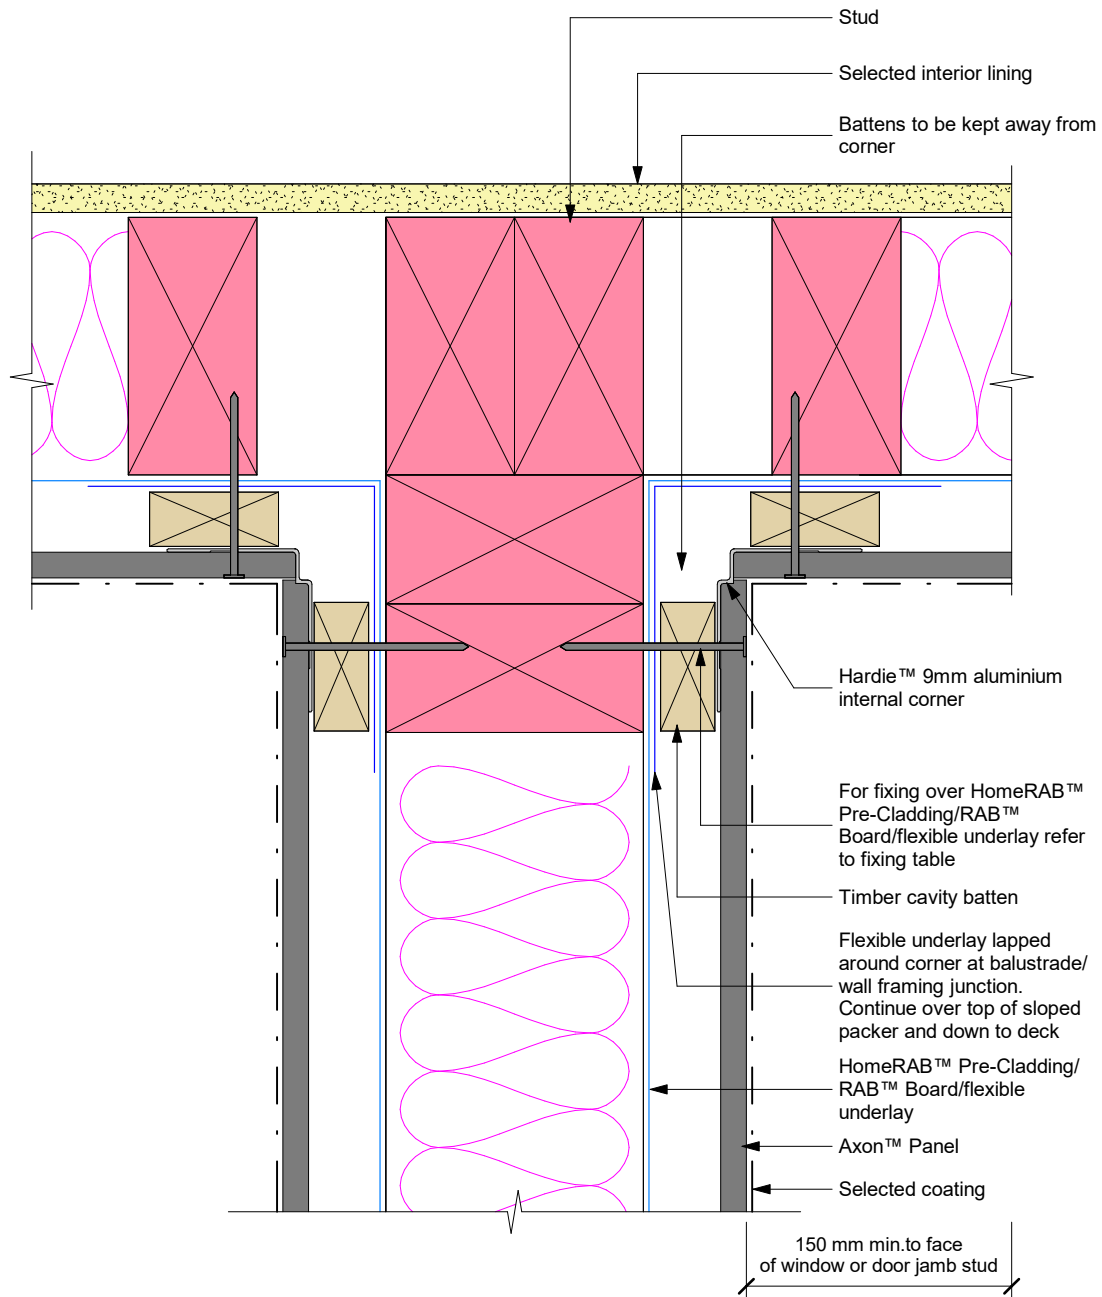 Stud
Selected interior lining
Battens to be kept away from
corner
Hardie™ 9mm aluminium
internal corner
For fixing over HomeRAB™
Pre-Cladding/RAB™
Board/flexible underlay refer
to fixing table
Timber cavity batten
Flexible underlay lapped
around corner at balustrade/
wall framing junction.
Continue over top of sloped
packer and down to deck
HomeRAB™ Pre-Cladding/
RAB™ Board/flexible
underlay
Axon™ Panel
Selected coating
150 mm min.to face
of window or door jamb stud